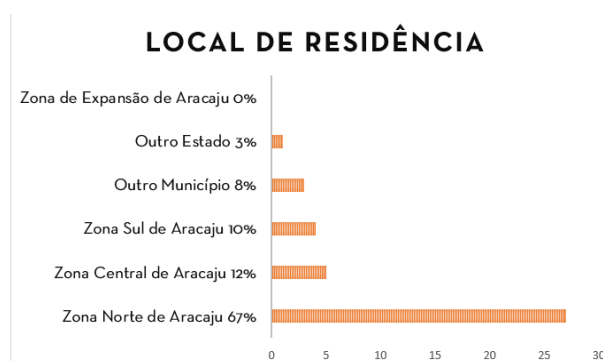 LOCAL DE RESIDÊNCIA
Zona de Expansão de Aracaju 0%
Outro Estado 3%
Outro Município 8%
Zona Sul de Aracaju 10%
Zona Central de Aracaju 12%
Zona Norte de Aracaju 67%
0 5 10 15 20 25 30